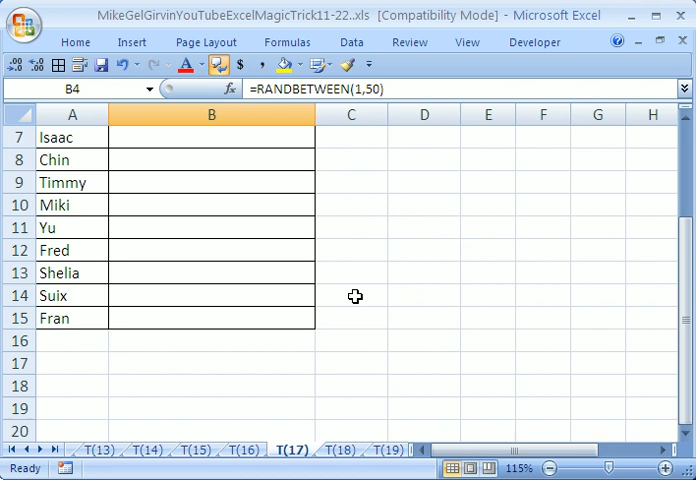 MikeGelGirvinYouTubeExcelMagicTrick11-22..xls [Compatibility Mode] - Microsoft Excel
Home Insert Page Layout Formulas Data Review View Developer
B4 fx =RANDBETWEEN(1,50)
A B C D E F G H
7 Isaac
8 Chin
9 Timmy
10 Miki
11 Yu
12 Fred
13 Shelia
14 Suix
15 Fran
16
17
18
19
20
T(13) T(14) T(15) T(16) T(17) T(18) T(19)
Ready 115%